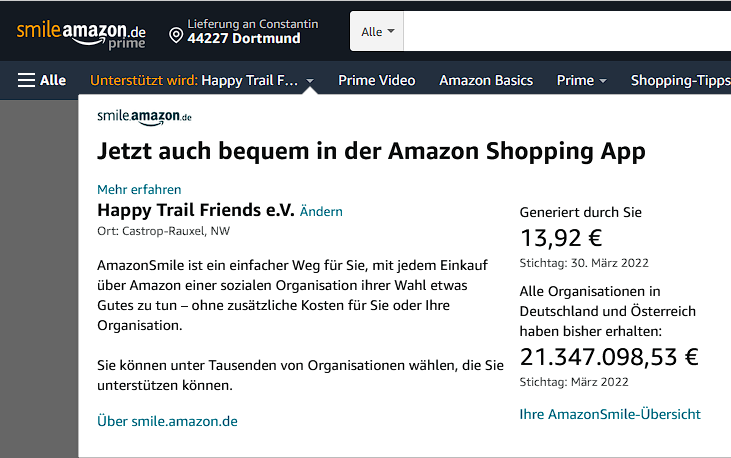 smile.amazon.de
prime
Lieferung an Constantin
44227 Dortmund
Alle
Alle
Unterstützt wird: Happy Trail F...
Prime Video
Amazon Basics
Prime
Shopping-Tipps
smile.amazon.de
Jetzt auch bequem in der Amazon Shopping App
Mehr erfahren
Happy Trail Friends e.V. Ändern
Ort: Castrop-Rauxel, NW
AmazonSmile ist ein einfacher Weg für Sie, mit jedem Einkauf
über Amazon einer sozialen Organisation ihrer Wahl etwas
Gutes zu tun – ohne zusätzliche Kosten für Sie oder Ihre
Organisation.
Sie können unter Tausenden von Organisationen wählen, die Sie
unterstützen können.
Über smile.amazon.de
Generiert durch Sie
13,92 €
Stichtag: 30. März 2022
Alle Organisationen in
Deutschland und Österreich
haben bisher erhalten:
21.347.098,53 €
Stichtag: März 2022
Ihre AmazonSmile-Übersicht